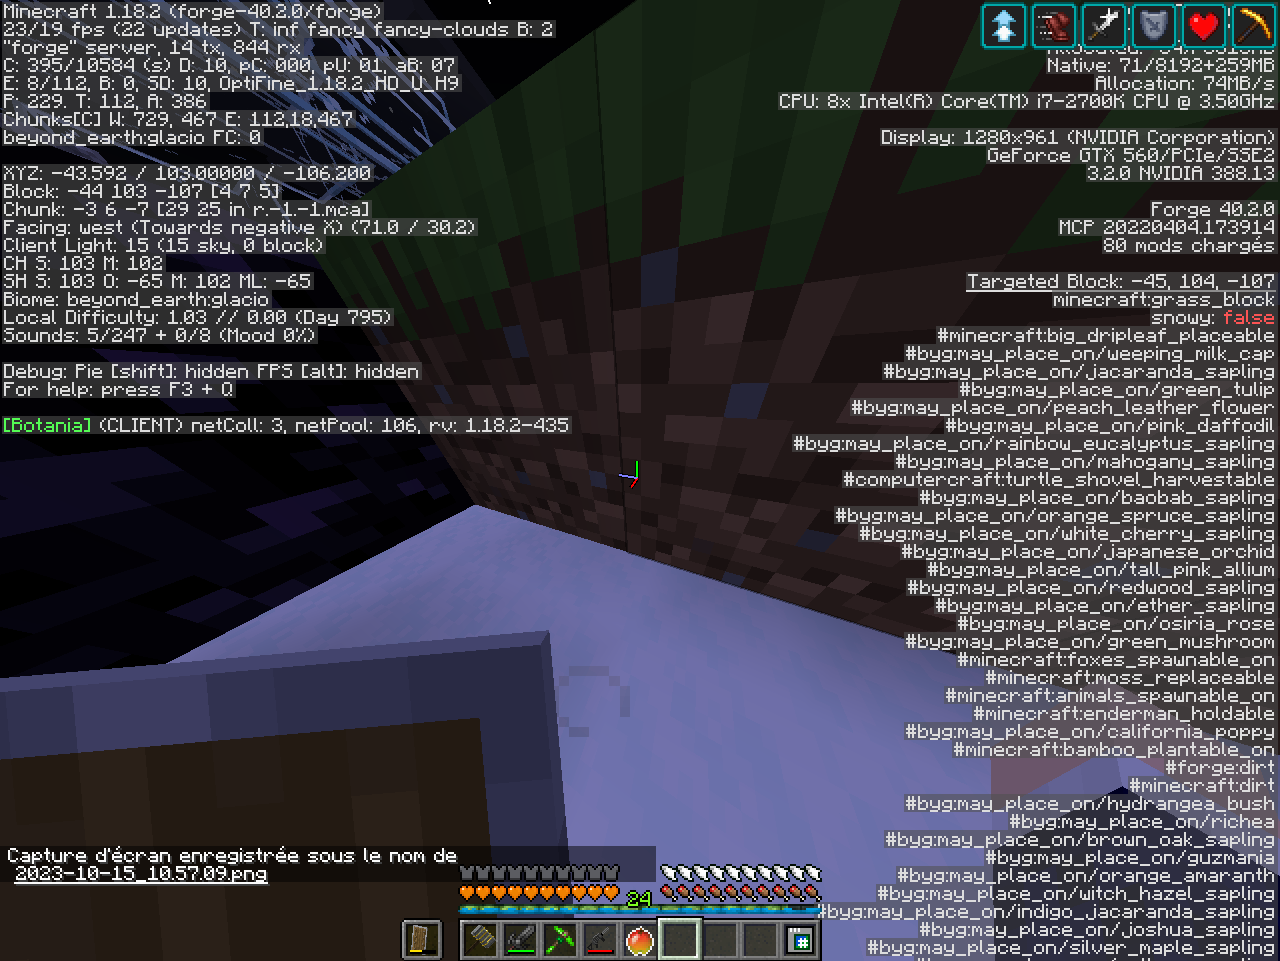 Minecraft 1.18.2 (forge-40.2.0/forge)
23/19 fps (22 updates) T: inf fancy fancy-clouds B: 2
"forge" server, 14 tx, 844 rx
C: 395/10584 (s) D: 10, pC: 000, pU: 01, aB: 07
E: 8/112, B: 0, SD: 10, OptiFine_1.18.2_HD_U_H9
P: 229. T: 112, A: 386
Chunks[C] W: 729, 467 E: 112,18,467
beyond_earth:glacio FC: 0
XYZ: -43.592 / 103.00000 / -106.200
Block: -44 103 -107 [4 7 5]
Chunk: -3 6 -7 [29 25 in r.-1.-1.mca]
Facing: west (Towards negative X) (71.0 / 30.2)
Client Light: 15 (15 sky, 0 block)
CH S: 103 M: 102
SH S: 103 O: -65 M: 102 ML: -65
Biome: beyond_earth:glacio
Local Difficulty: 1.03 // 0.00 (Day 795)
Sounds: 5/247 + 0/8 (Mood 0%)
Debug: Pie [shift]: hidden FPS [alt]: hidden
For help: press F3 + Q
[Botania] (CLIENT) netColl: 3, netPool: 106, rv: 1.18.2-435
Native: 71/8192+259MB
Allocation: 74MB/s
CPU: 8x Intel(R) Core(TM) i7-2700K CPU @ 3.50GHz
Display: 1280x961 (NVIDIA Corporation)
GeForce GTX 560/PCIe/SSE2
3.2.0 NVIDIA 388.13
Forge 40.2.0
MCP 20220404.173914
80 mods chargés
Targeted Block: -45, 104, -107
minecraft:grass_block
snowy: false
#minecraft:big_dripleaf_placeable
#byg:may_place_on/weeping_milk_cap
#byg:may_place_on/jacaranda_sapling
#byg:may_place_on/green_tulip
#byg:may_place_on/peach_leather_flower
#byg:may_place_on/pink_daffodil
#byg:may_place_on/rainbow_eucalyptus_sapling
#byg:may_place_on/mahogany_sapling
#computercraft:turtle_shovel_harvestable
#byg:may_place_on/baobab_sapling
#byg:may_place_on/orange_spruce_sapling
#byg:may_place_on/white_cherry_sapling
#byg:may_place_on/japanese_orchid
#byg:may_place_on/tall_pink_allium
#byg:may_place_on/redwood_sapling
#byg:may_place_on/ether_sapling
#byg:may_place_on/osiria_rose
#byg:may_place_on/green_mushroom
#minecraft:foxes_spawnable_on
#minecraft:moss_replaceable
#minecraft:animals_spawnable_on
#minecraft:enderman_holdable
#byg:may_place_on/california_poppy
#minecraft:bamboo_plantable_on
#forge:dirt
#minecraft:dirt
#byg:may_place_on/hydrangea_bush
#byg:may_place_on/richea
#byg:may_place_on/brown_oak_sapling
#byg:may_place_on/guzmania
#byg:may_place_on/orange_amaranth
#byg:may_place_on/witch_hazel_sapling
#byg:may_place_on/indigo_jacaranda_sapling
#byg:may_place_on/joshua_sapling
#byg:may_place_on/silver_maple_sapling
Capture d'écran enregistrée sous le nom de
2023-10-15_10.57.09.png
24